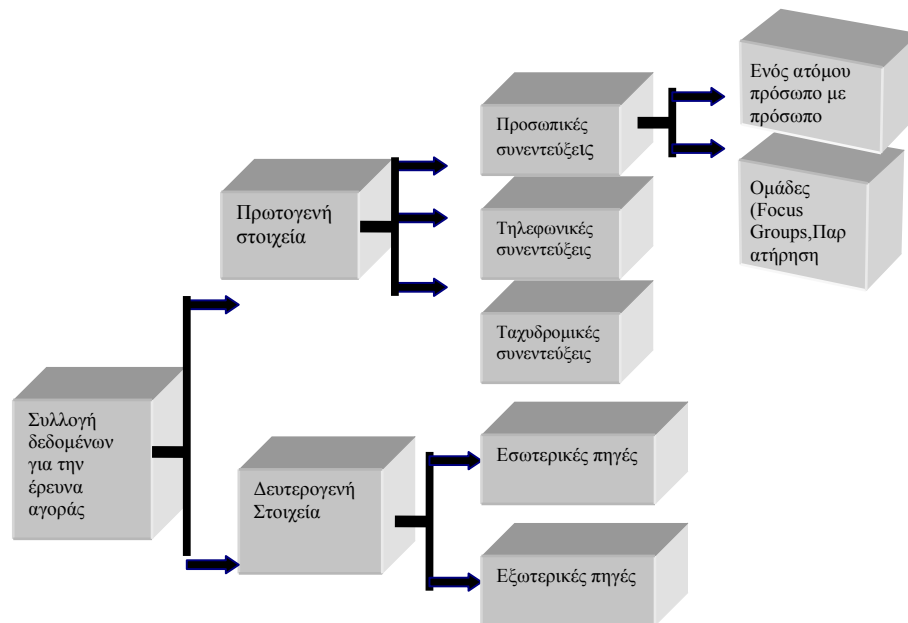 Ενός ατόμου
πρόσωπο με
πρόσωπο
Προσωπικές
συνεντεύξεις
Ομάδες
(Focus
Groups,Παρ
ατήρηση
Πρωτογενή
στοιχεία
Τηλεφωνικές
συνεντεύξεις
Ταχυδρομικές
συνεντεύξεις
Συλλογή
δεδομένων
για την
έρευνα
αγοράς
Δευτερογενή
Στοιχεία
Εσωτερικές πηγές
Εξωτερικές πηγές